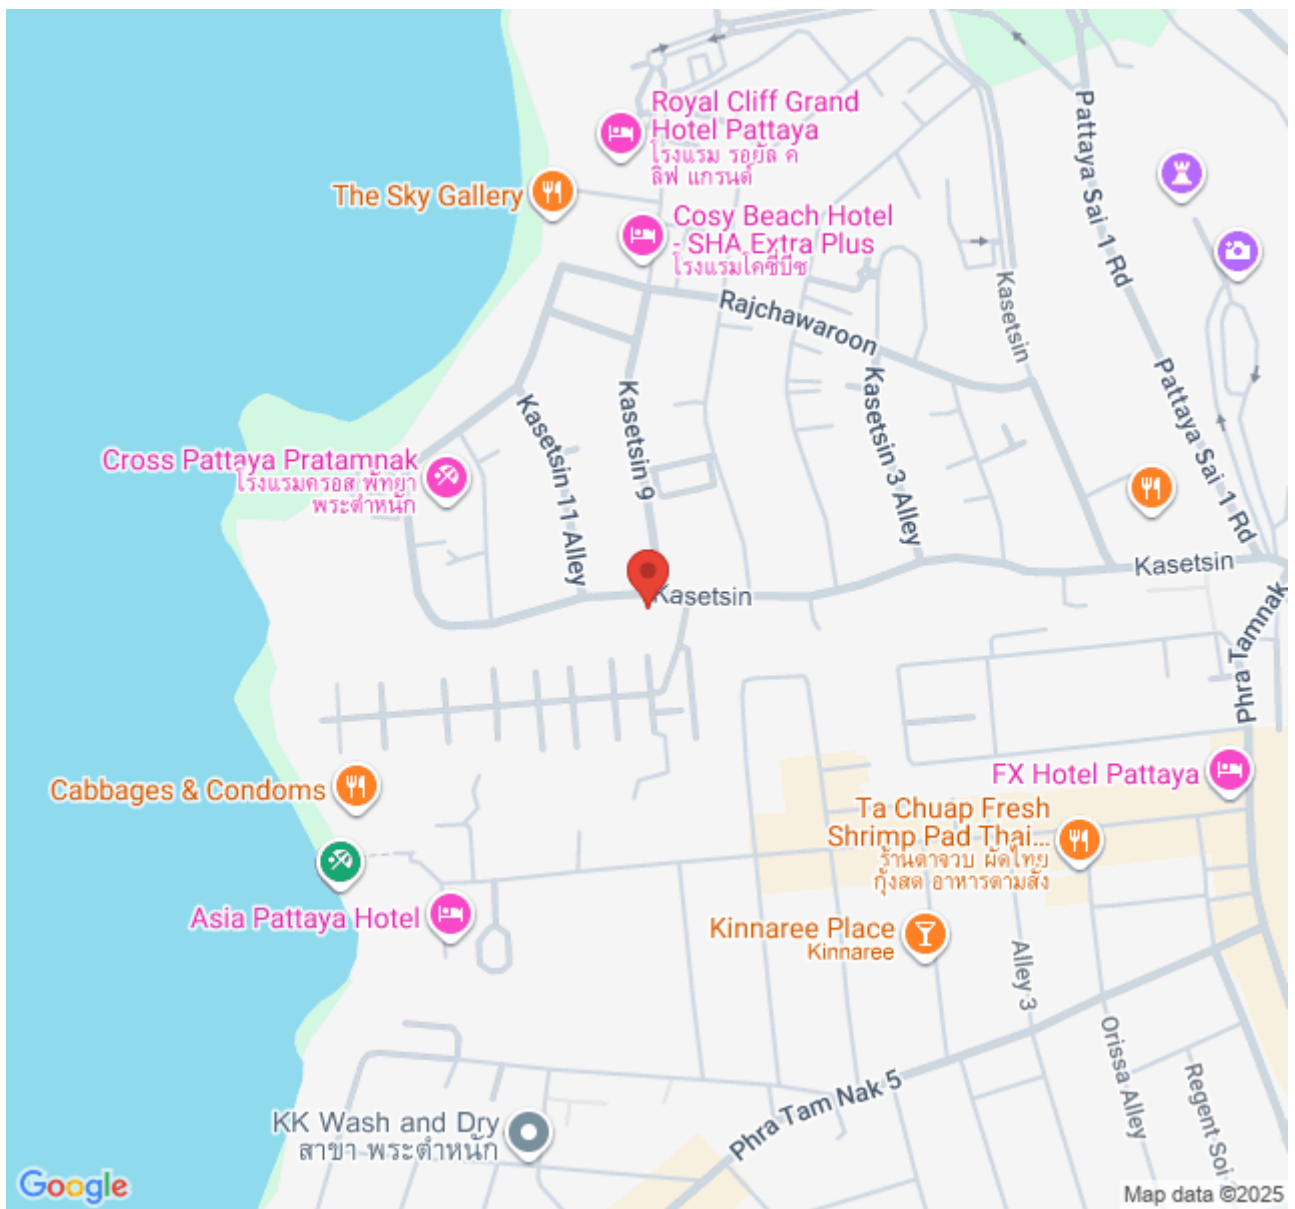 Royal Cliff Grand
Hotel Pattaya
โรงแรม รอยัล ค
ลิฟ แกรนด์
The Sky Gallery
Cosy Beach Hotel
- SHA Extra Plus
โรงแรมโคซี่บีช
Pattaya Sai 1 Rd
Kasetsin
Rajchawaroon
Pattaya Sai 1 Rd
Kasetsin 3 Alley
Kasetsin 9
Kasetsin 11 Alley
Cross Pattaya Pratamnak
โรงแรมครอส พัทยา
พระตำหนัก
Kasetsin
Kasetsin
Phra Tamnak
FX Hotel Pattaya
Cabbages & Condoms
Ta Chuap Fresh
Shrimp Pad Thai...
ร้านตาจวบ ผัดไทย
กุ้งสด อาหารตามสั่ง
Asia Pattaya Hotel
Kinnaree Place
Kinnaree
Alley 3
Orissa Alley
Regent Soi
Phra Tam Nak 5
KK Wash and Dry
สาขา พระตำหนัก
Google
Map data ©2025